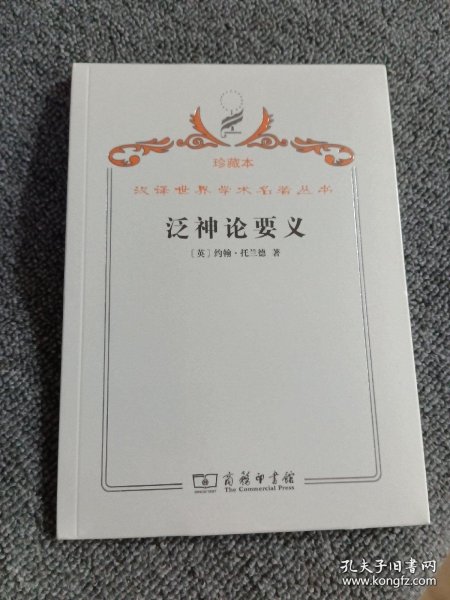 珍藏本
汉译世界学术名著丛书
泛神论要义
〔英〕约翰·托兰德 著
商务印书馆
The Commercial Press
孔夫子旧书网
www.kongfz.com